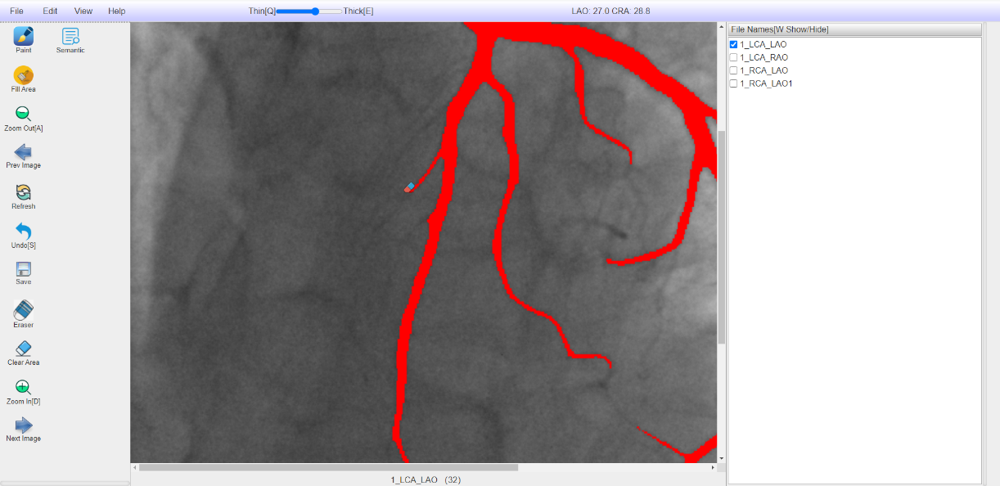 File Edit View Help Thin[Q] Thick[E] LAO: 27.0 CRA: 28.8
Paint Semantic
Fill Area
Zoom Out[A]
Prev Image
Refresh
Undo[S]
Save
Eraser
Clear Area
Zoom In[D]
Next Image
1_LCA_LAO (32)
File Names[W Show/Hide]
1_LCA_LAO
1_LCA_RAO
1_RCA_LAO
1_RCA_LAO1